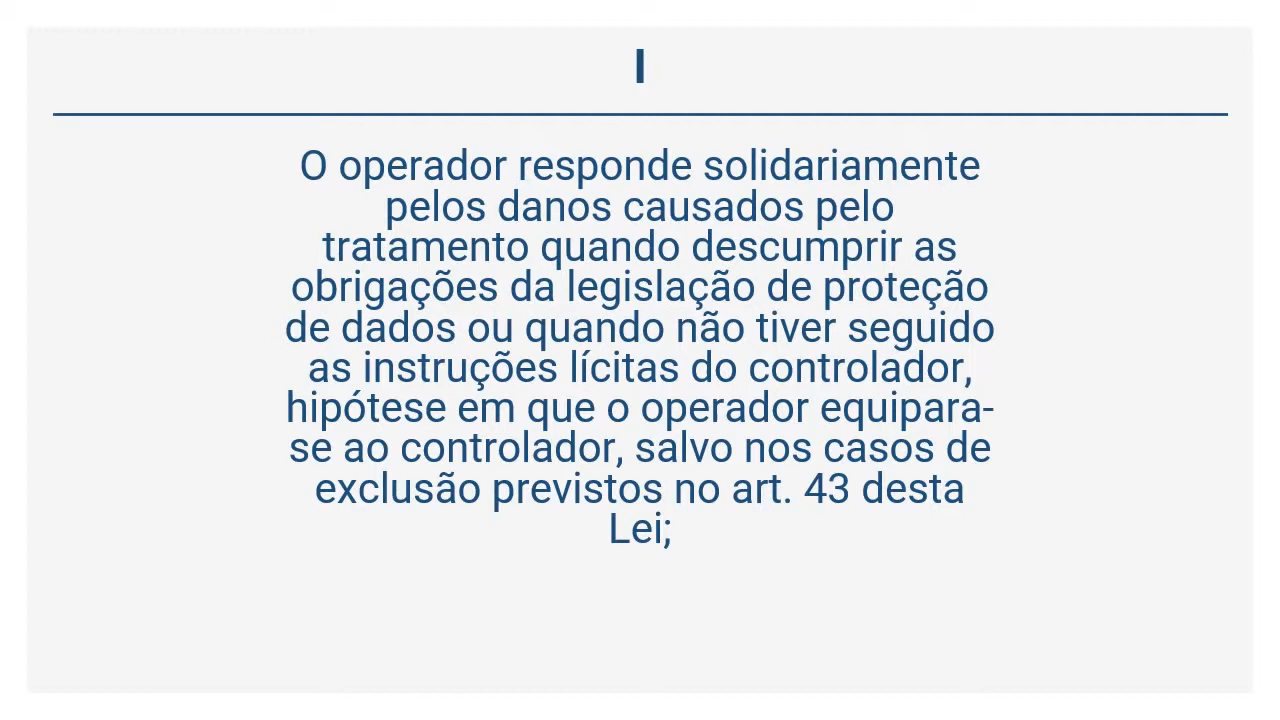 I
O operador responde solidariamente
pelos danos causados pelo
tratamento quando descumprir as
obrigações da legislação de proteção
de dados ou quando não tiver seguido
as instruções lícitas do controlador,
hipótese em que o operador equipara-
se ao controlador, salvo nos casos de
exclusão previstos no art. 43 desta
Lei;